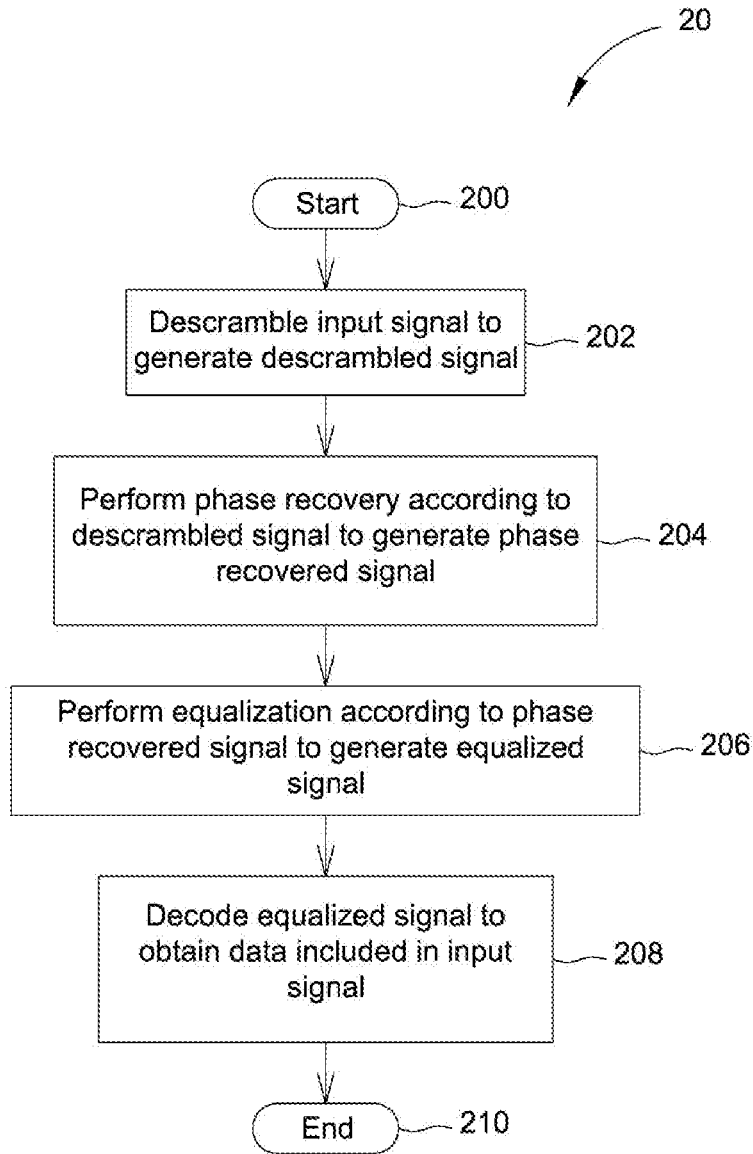 20
Start
200
Descramble input signal to
generate descrambled signal
202
Perform phase recovery according to
descrambled signal to generate phase
recovered signal
204
Perform equalization according to phase
recovered signal to generate equalized
signal
206
Decode equalized signal to
obtain data included in input
signal
208
End
210